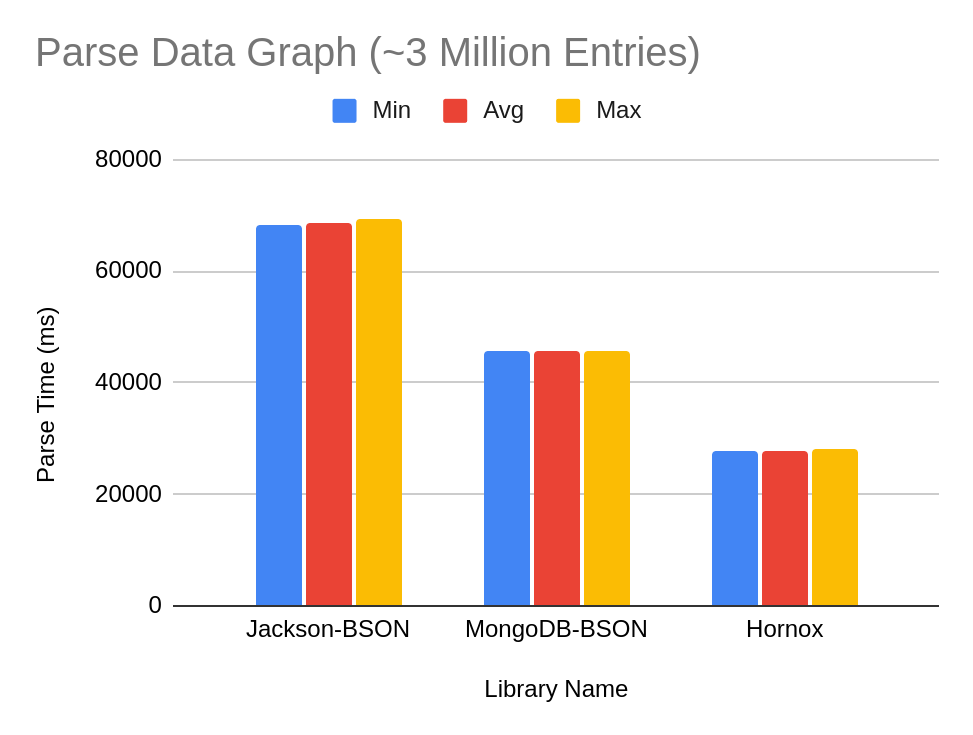 Parse Data Graph (~3 Million Entries)
Min Avg Max
80000
60000
40000
20000
0
Parse Time (ms)
Jackson-BSON MongoDB-BSON Hornox
Library Name